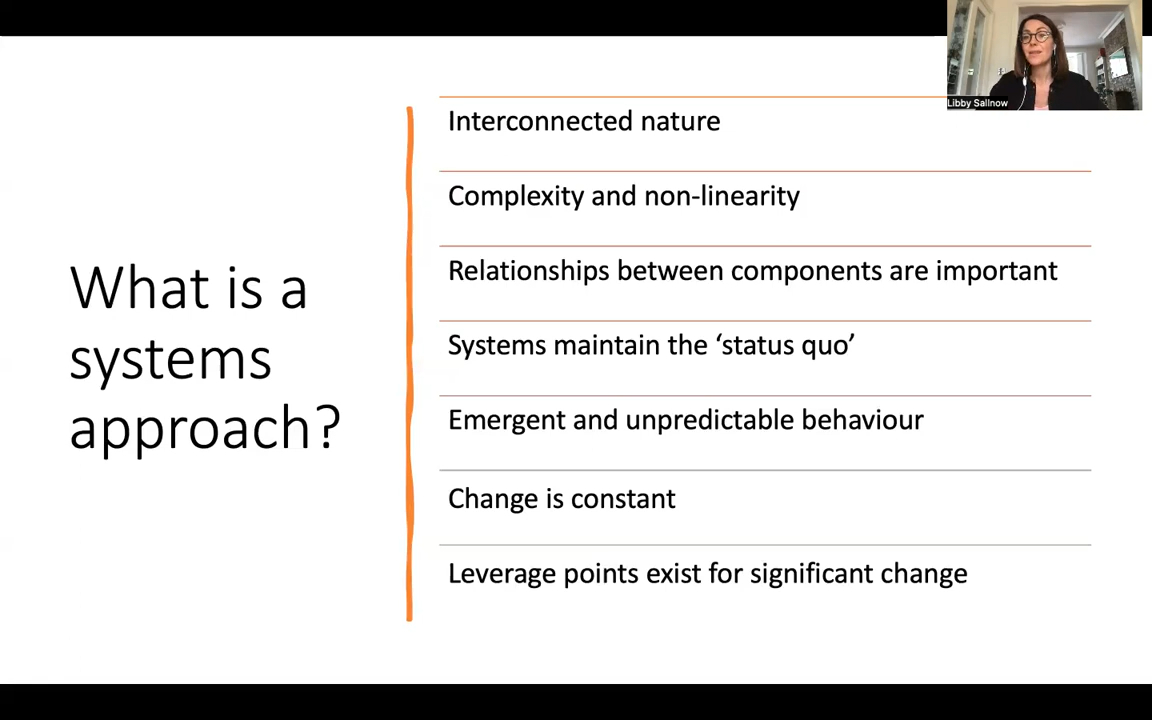 What is a
systems
approach?
Interconnected nature
Complexity and non-linearity
Relationships between components are important
Systems maintain the ‘status quo’
Emergent and unpredictable behaviour
Change is constant
Leverage points exist for significant change
Libby Sallnow